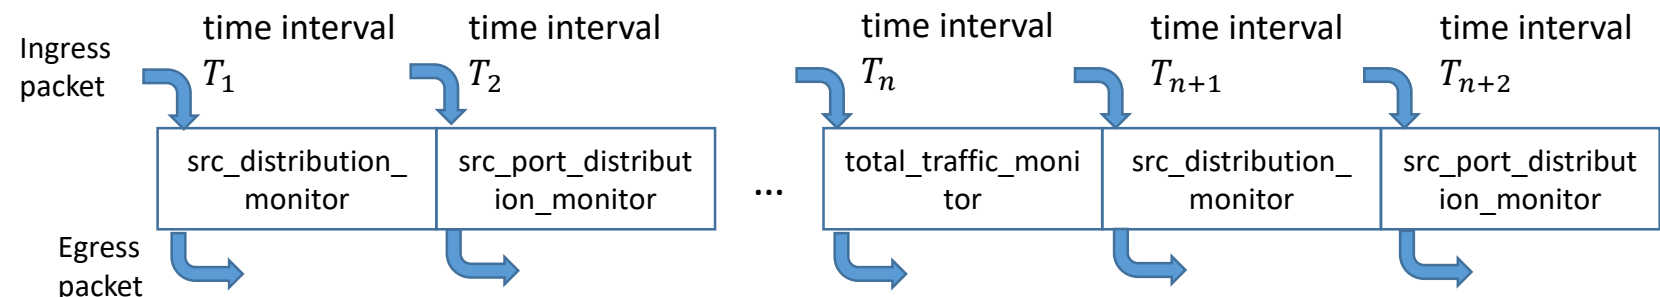 Ingress
packet
time interval
T₁
time interval
T₂
time interval
Tₙ
time interval
Tₙ₊₁
time interval
Tₙ₊₂
src_distribution_
monitor
src_port_distribut
ion_monitor
...
total_traffic_moni
tor
src_distribution_
monitor
src_port_distribut
ion_monitor
Egress
packet